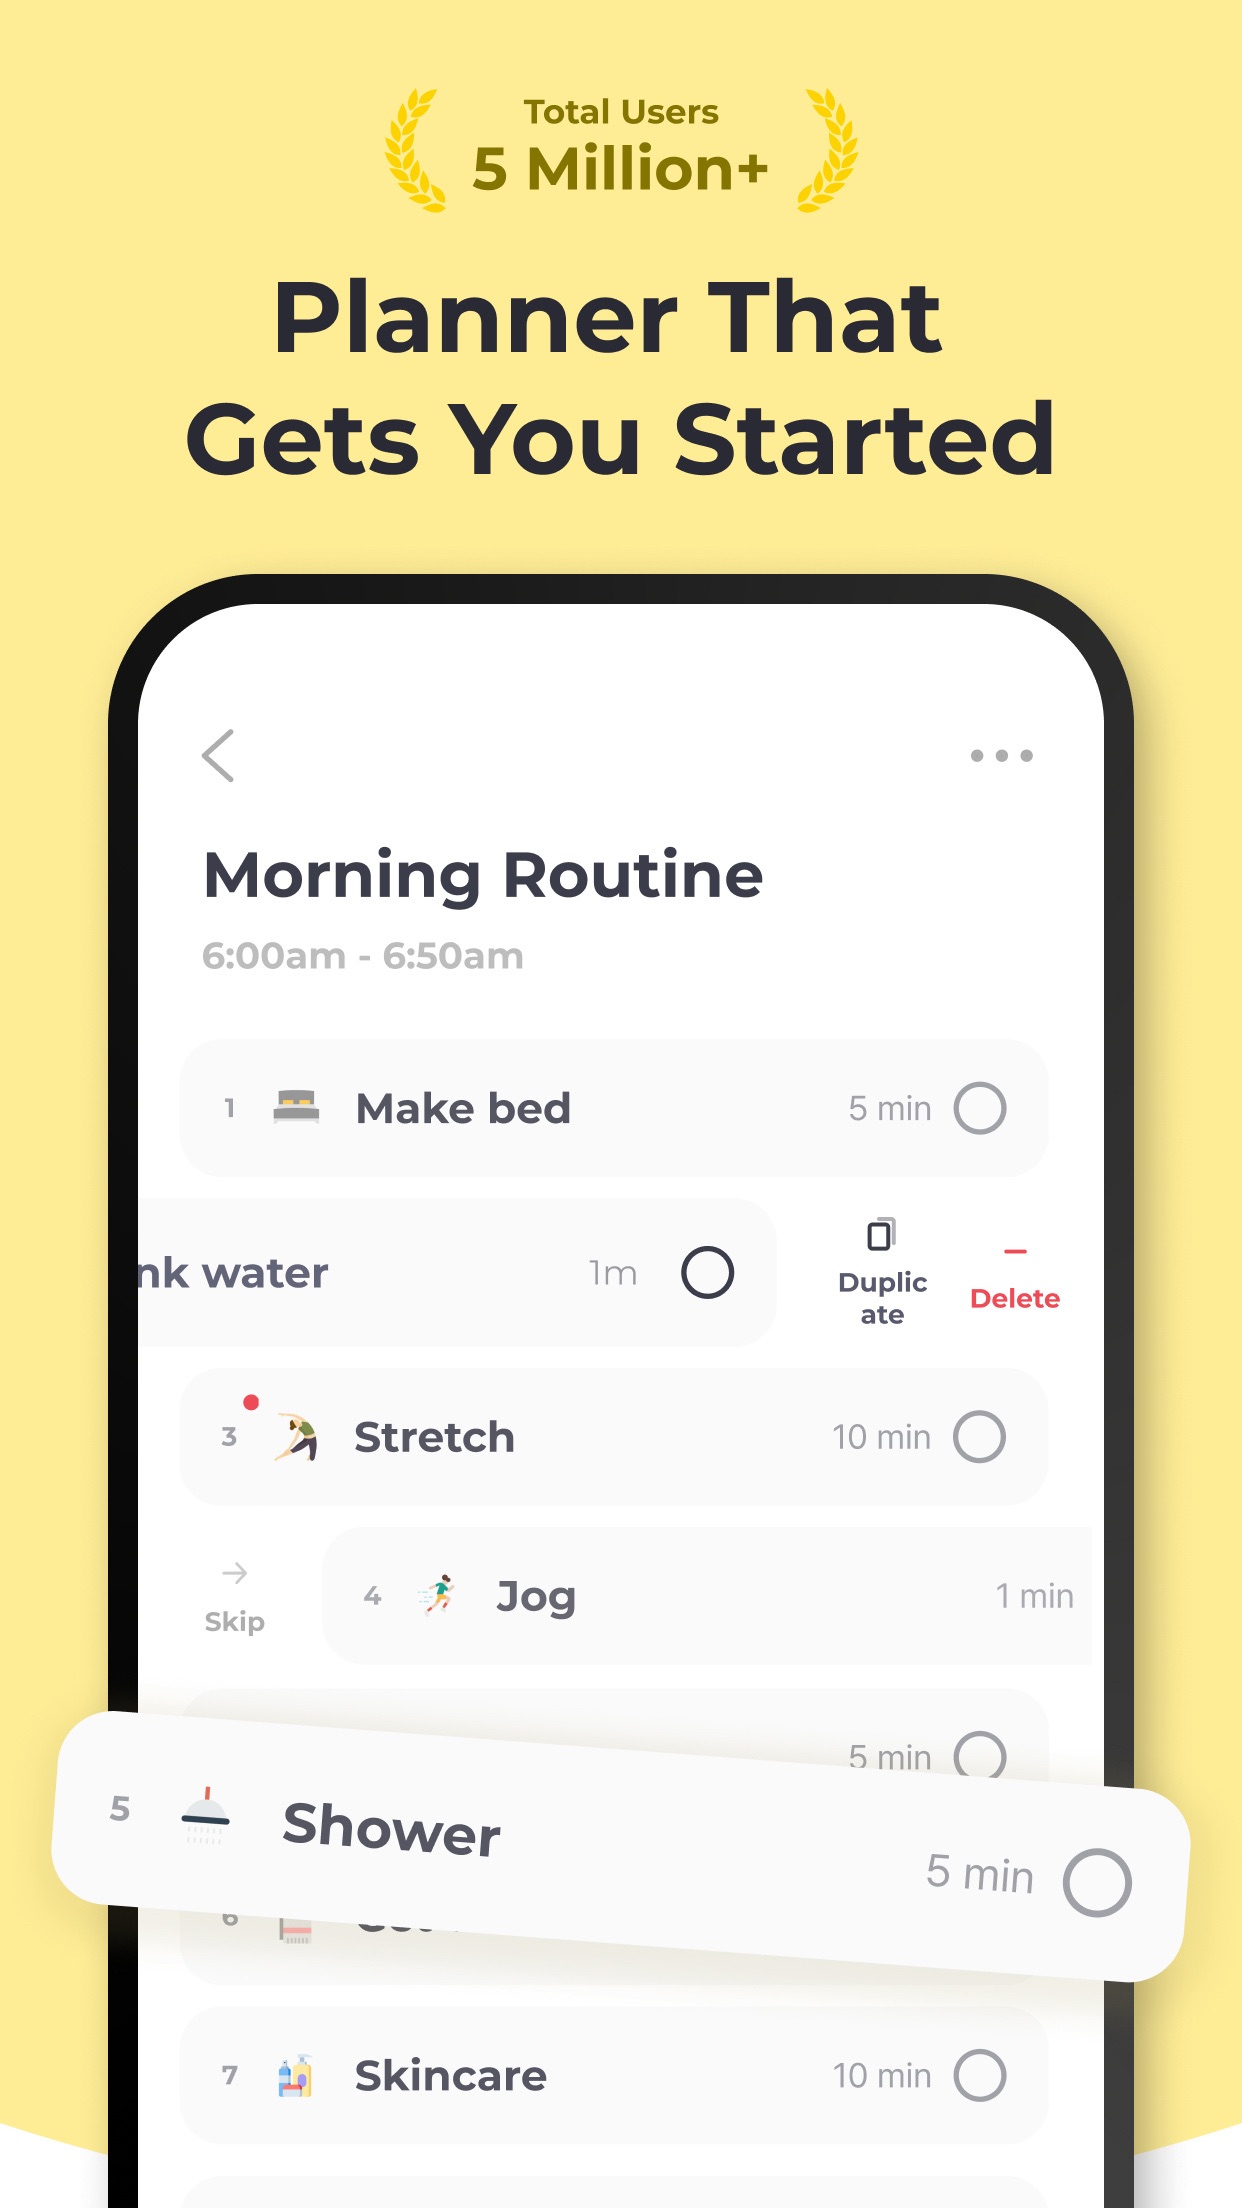 Total Users
5 Million+
Planner That
Gets You Started
Morning Routine
6:00am - 6:50am
1 Make bed 5 min
nk water 1m
Duplic
ate
Delete
3 Stretch 10 min
Skip
4 Jog 1 min
5 min
5 Shower 5 min
6
7 Skincare 10 min